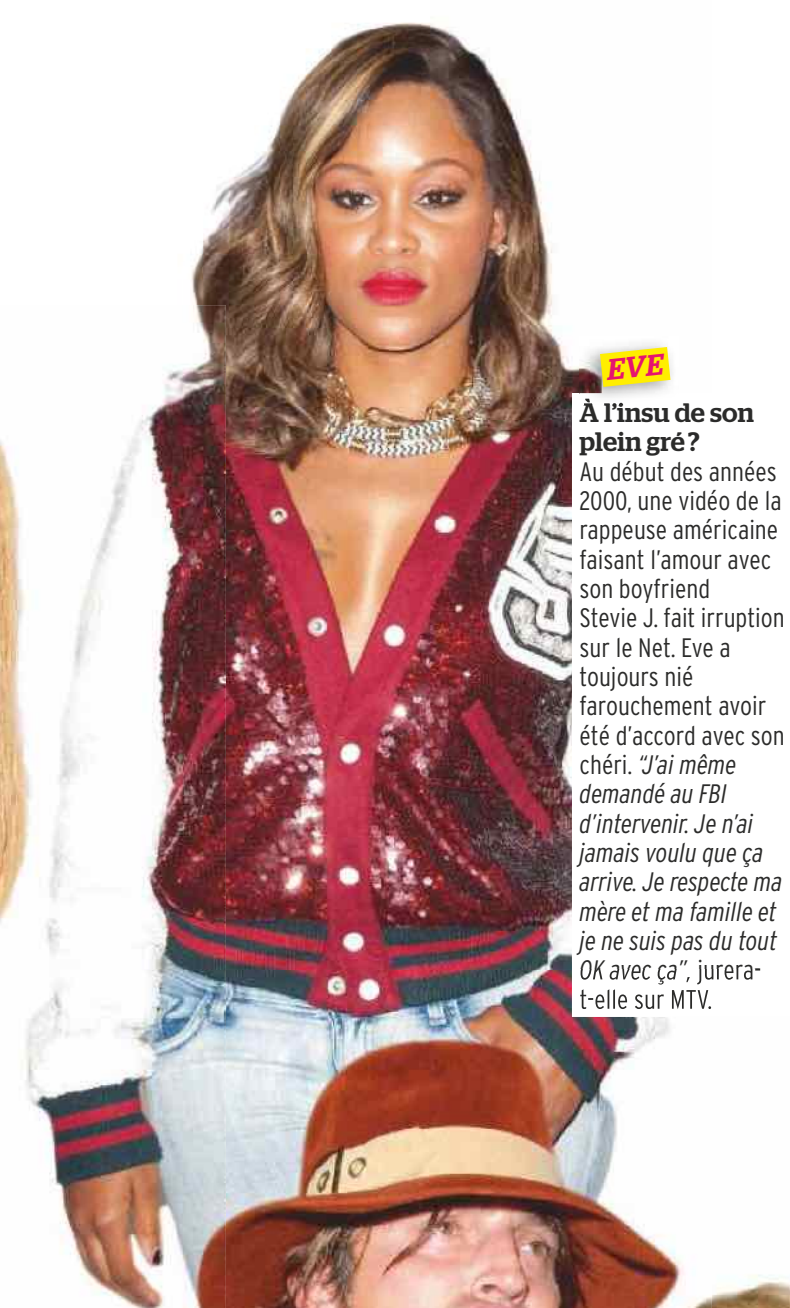 EVE
À l'insu de son
plein gré ?
Au début des années
2000, une vidéo de la
rappeuse américaine
faisant l'amour avec
son boyfriend
Stevie J. fait irruption
sur le Net. Eve a
toujours nié
farouchement avoir
été d'accord avec son
chéri. “J'ai même
demandé au FBI
d'intervenir. Je n'ai
jamais voulu que ça
arrive. Je respecte ma
mère et ma famille et
je ne suis pas du tout
OK avec ça”, jurera-
t-elle sur MTV.